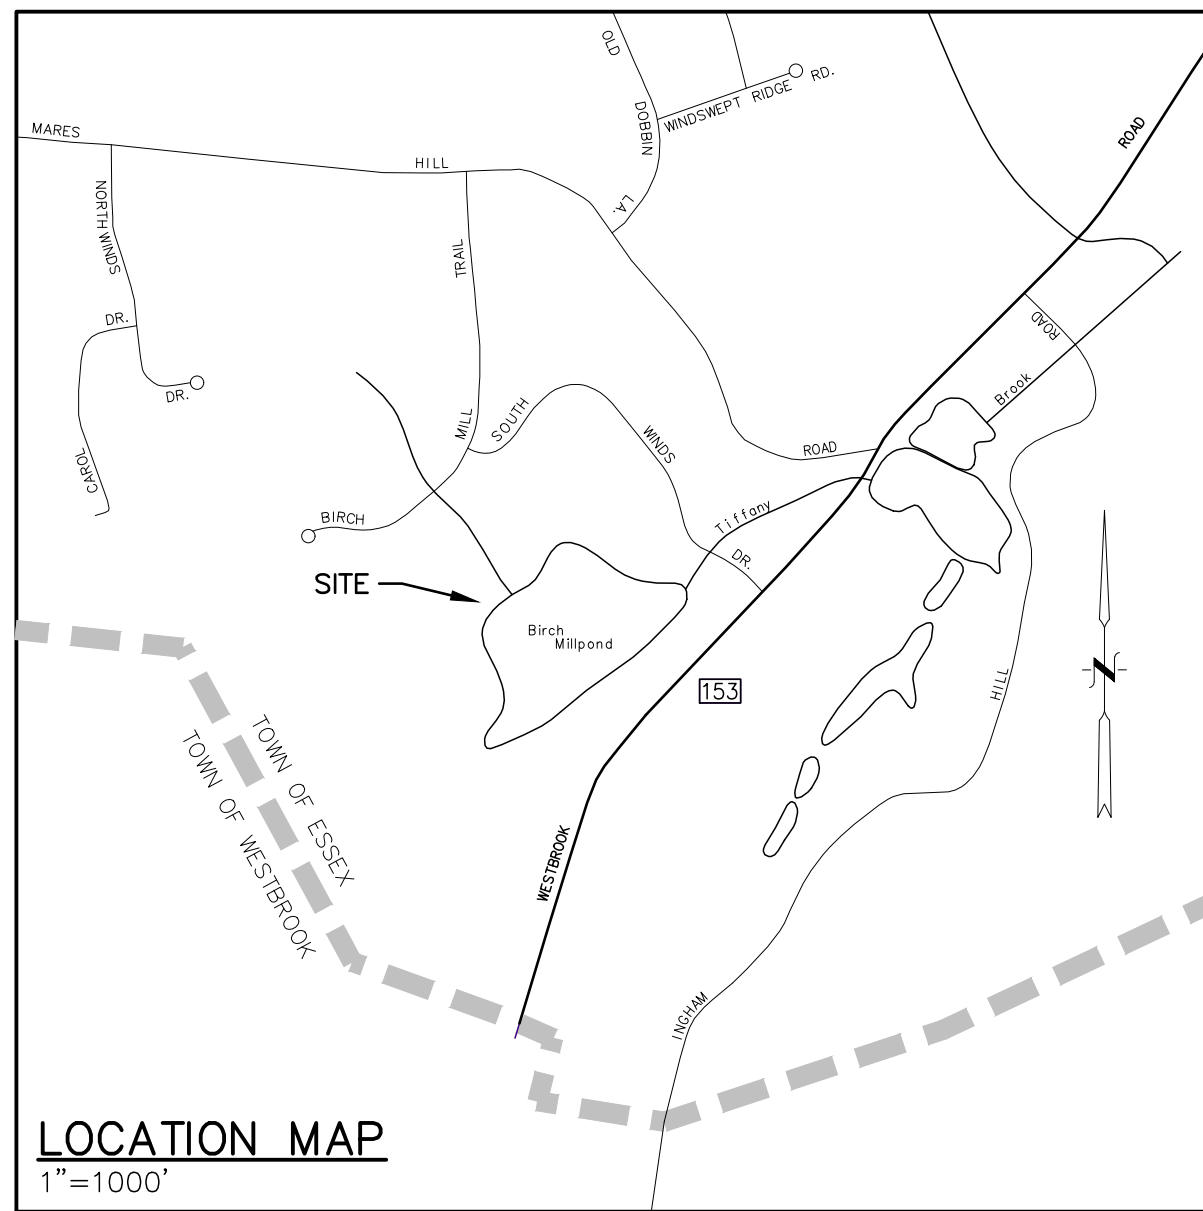 OLD
DOBBIN
LA.
WINDSWEPT RIDGE RD.
MARES
HILL
ROAD
ROAD
NORTHWINDS
DR.
DR.
CAROL
TRAIL
MILL
BIRCH
SOUTH
WINDS
DR.
ROAD
Brook
Tiffany
SITE
Birch
Millpond
153
HILL
N
TOWN OF ESSEX
TOWN OF WESTBROOK
WESTBROOK
INGHAM
LOCATION MAP
1"=1000'